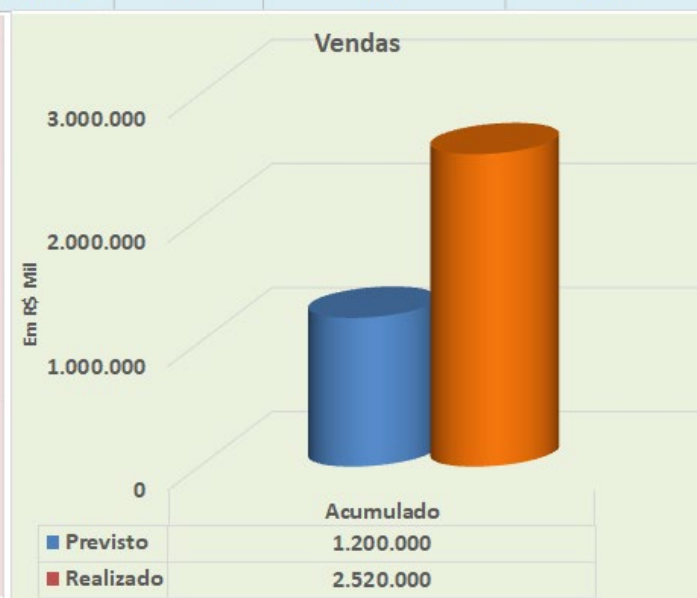 Vendas
3.000.000
2.000.000
1.000.000
0
Em R$ Mil
Acumulado
Previsto 1.200.000
Realizado 2.520.000